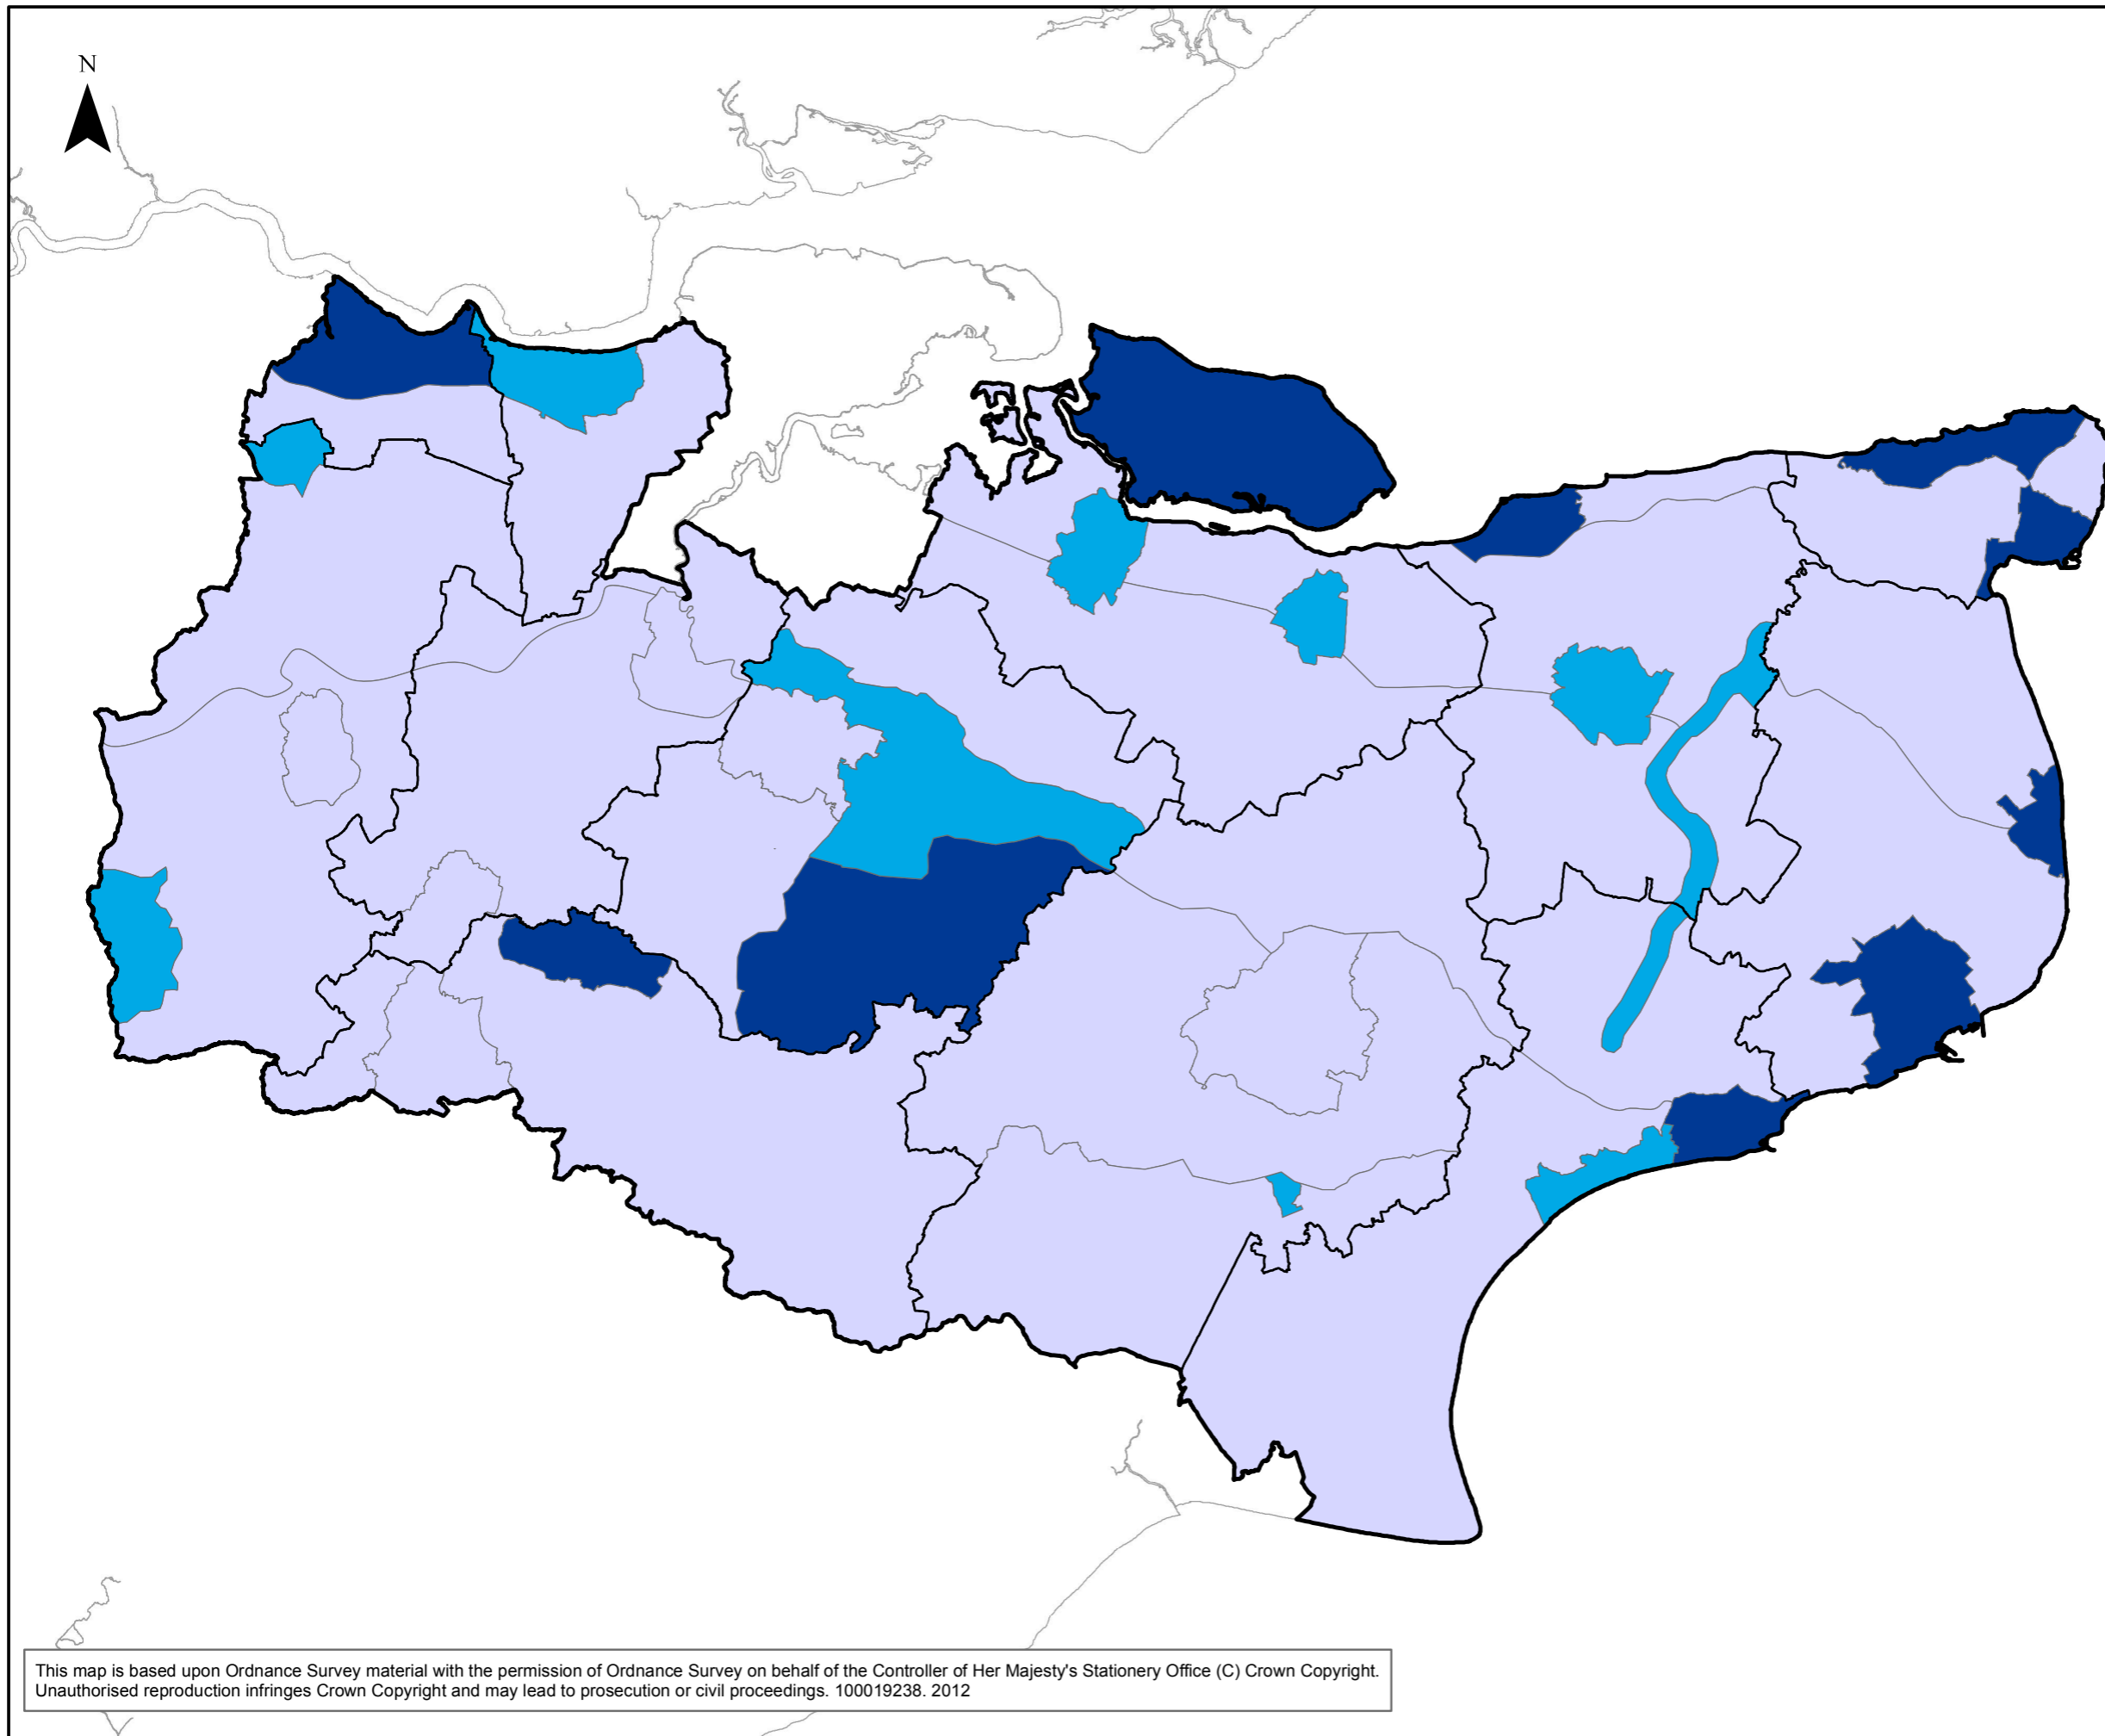 N
This map is based upon Ordnance Survey material with the permission of Ordnance Survey on behalf of the Controller of Her Majesty's Stationery Office (C) Crown Copyright.
Unauthorised reproduction infringes Crown Copyright and may lead to prosecution or civil proceedings. 100019238. 2012